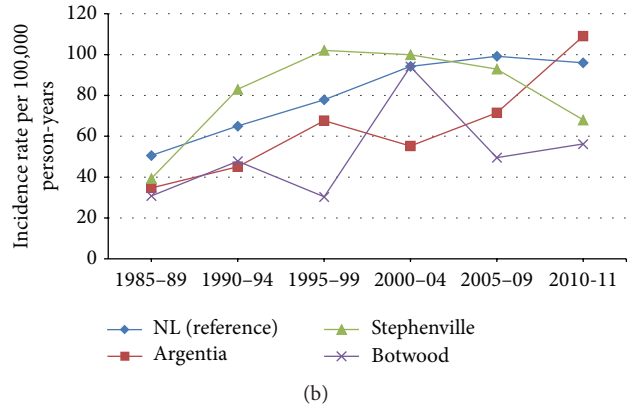 120
100
80
60
40
20
0
Incidence rate per 100,000
person-years
1985–89 1990–94 1995–99 2000–04 2005–09 2010-11
NL (reference) Stephenville
Argentia Botwood
(b)